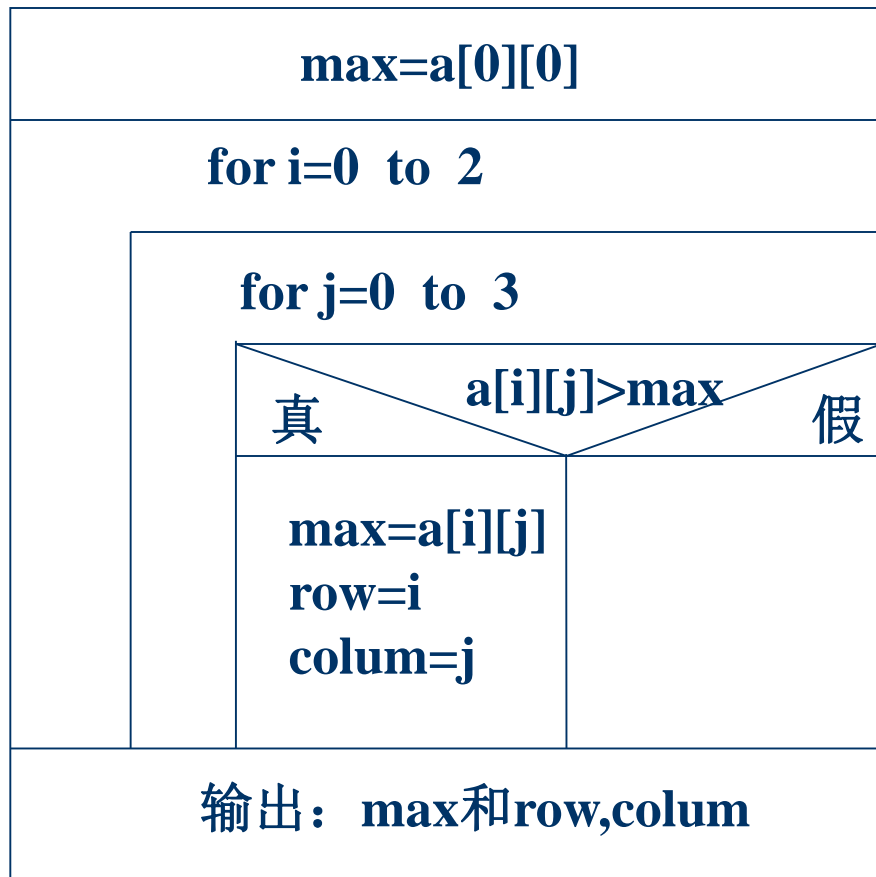 max=a[0][0]
for i=0 to 2
for j=0 to 3
a[i][j]>max
真
假
max=a[i][j]
row=i
colum=j
输出：max和row,colum